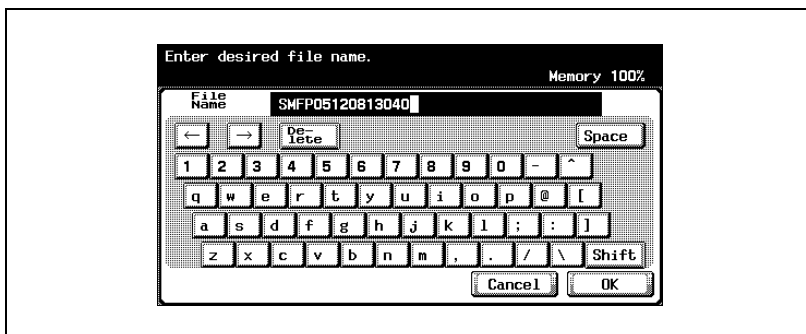 Enter desired file name.
Memory 100%
File Name SMFP05120813040
← → De-lete Space
1 2 3 4 5 6 7 8 9 0 - ^
q w e r t y u i o p @ [
a s d f g h j k l ; : ]
z x c v b n m , . / \ Shift
Cancel OK